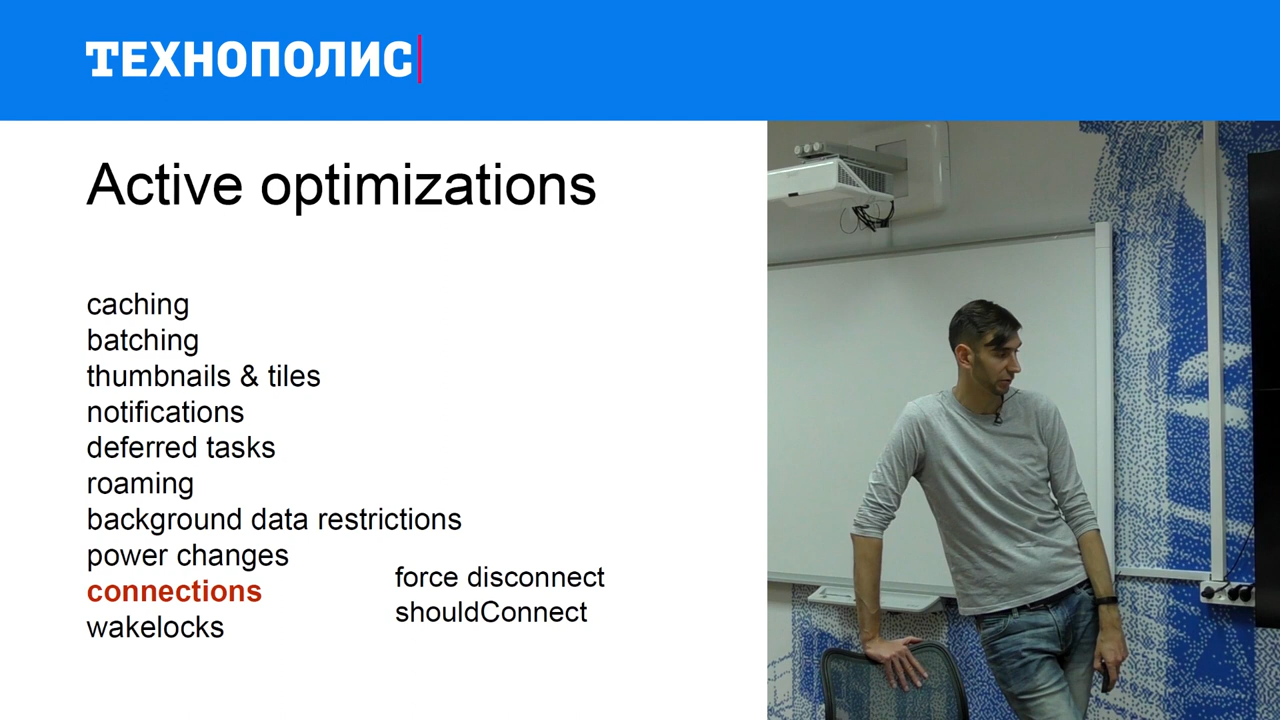 ТЕХНОПОЛИС
Active optimizations
caching
batching
thumbnails & tiles
notifications
deferred tasks
roaming
background data restrictions
power changes
connections
wakelocks
force disconnect
shouldConnect